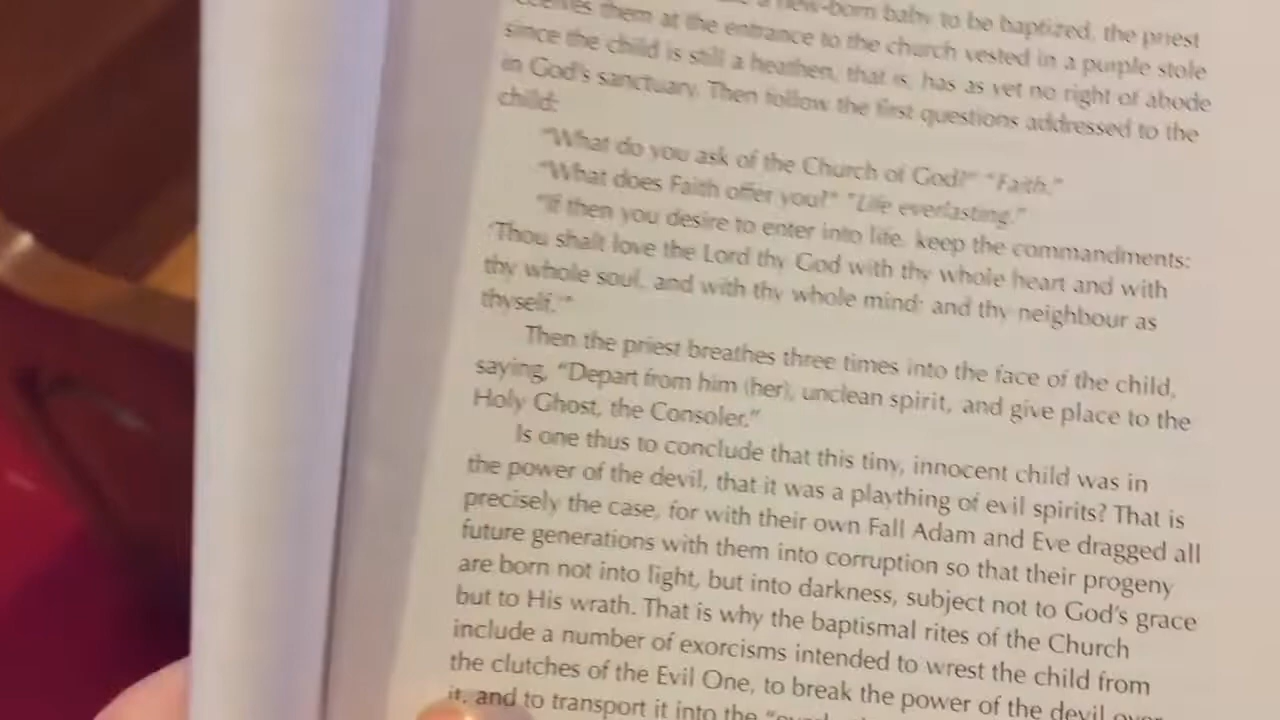 a new-born baby to be baptized, the priest
receives them at the entrance to the church vested in a purple stole
since the child is still a heathen, that is, has as yet no right of abode
in God's sanctuary. Then follow the first questions addressed to the
child:
"What do you ask of the Church of God?" "Faith."
"What does Faith offer you?" "Life everlasting."
"If then you desire to enter into life, keep the commandments:
'Thou shalt love the Lord thy God with thy whole heart and with
thy whole soul, and with thy whole mind; and thy neighbour as
thyself.'"
Then the priest breathes three times into the face of the child,
saying, "Depart from him (her), unclean spirit, and give place to the
Holy Ghost, the Consoler."
Is one thus to conclude that this tiny, innocent child was in
the power of the devil, that it was a plaything of evil spirits? That is
precisely the case, for with their own Fall Adam and Eve dragged all
future generations with them into corruption so that their progeny
are born not into light, but into darkness, subject not to God's grace
but to His wrath. That is why the baptismal rites of the Church
include a number of exorcisms intended to wrest the child from
the clutches of the Evil One, to break the power of the devil over
it, and to transport it into the